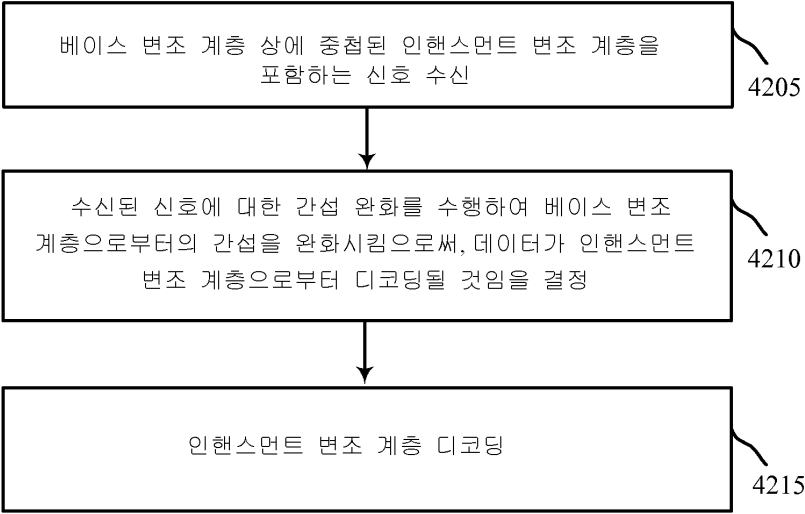 베이스 변조 계층 상에 중첩된 인핸스먼트 변조 계층을
포함하는 신호 수신
4205
수신된 신호에 대한 간섭 완화를 수행하여 베이스 변조
계층으로부터의 간섭을 완화시킴으로써, 데이터가 인핸스먼트
변조 계층으로부터 디코딩될 것임을 결정
4210
인핸스먼트 변조 계층 디코딩
4215